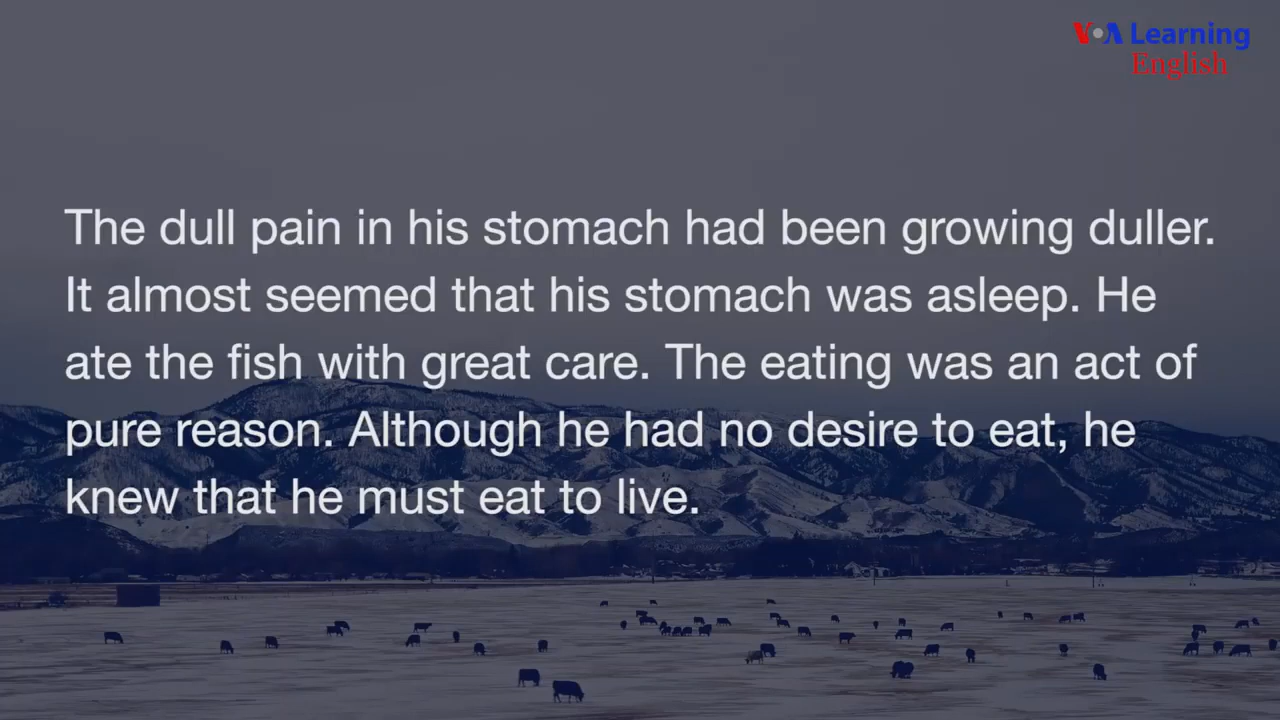 VOA Learning
English
The dull pain in his stomach had been growing duller.
It almost seemed that his stomach was asleep. He
ate the fish with great care. The eating was an act of
pure reason. Although he had no desire to eat, he
knew that he must eat to live.